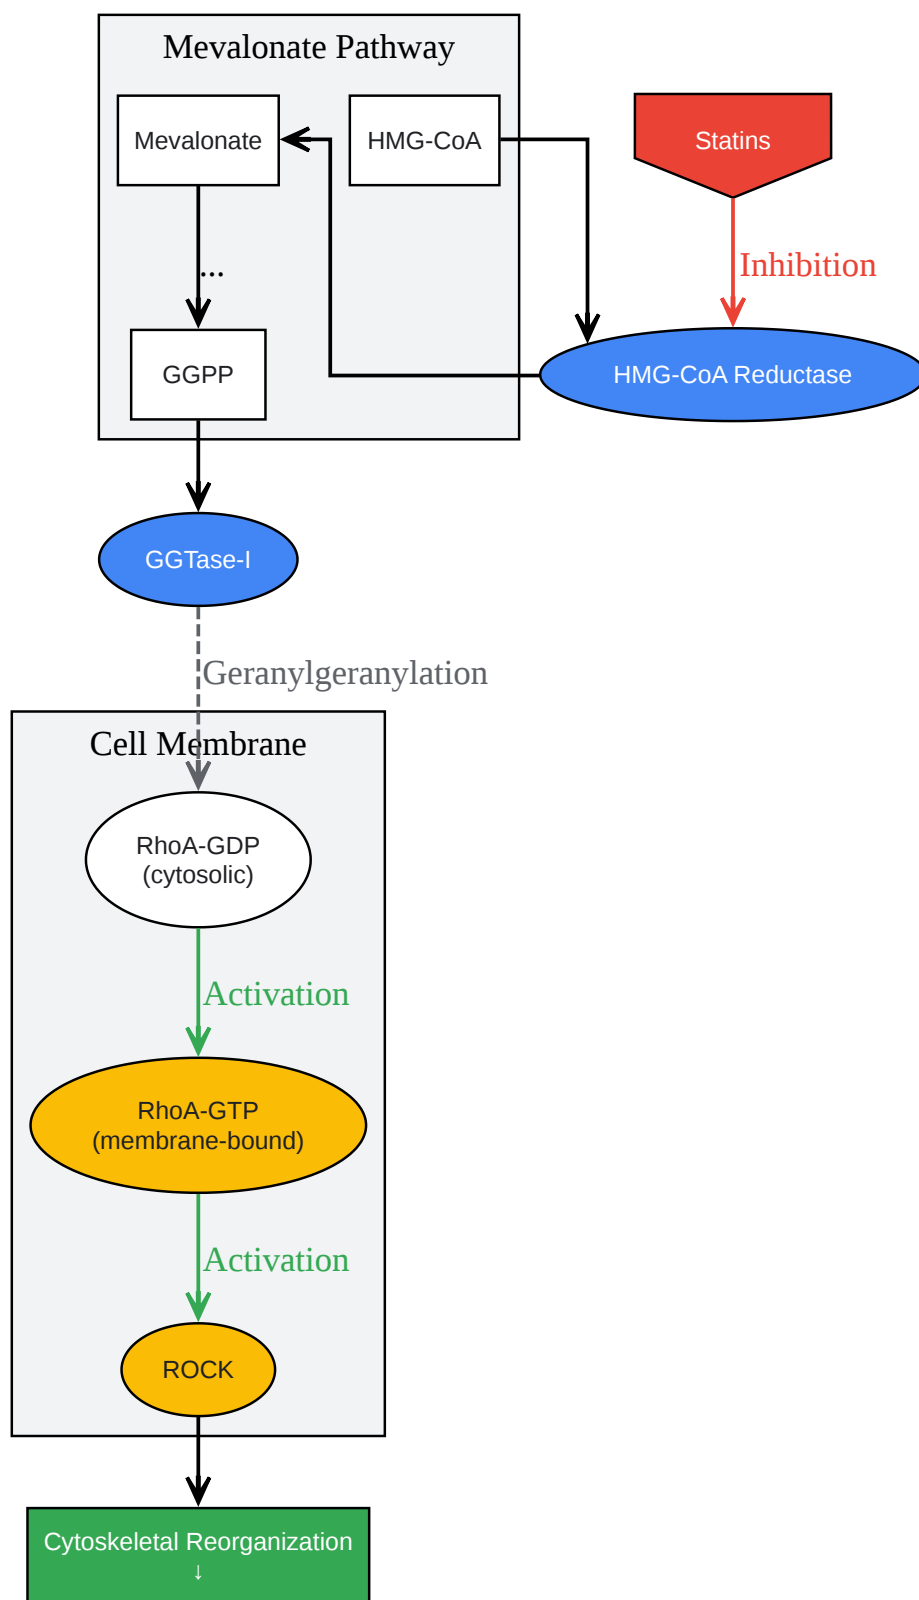 Mevalonate Pathway
Mevalonate
HMG-CoA
Statins
...
Inhibition
GGPP
HMG-CoA Reductase
GGTase-I
Geranylgeranylation
Cell Membrane
RhoA-GDP
(cytosolic)
Activation
RhoA-GTP
(membrane-bound)
Activation
ROCK
Cytoskeletal Reorganization
↓